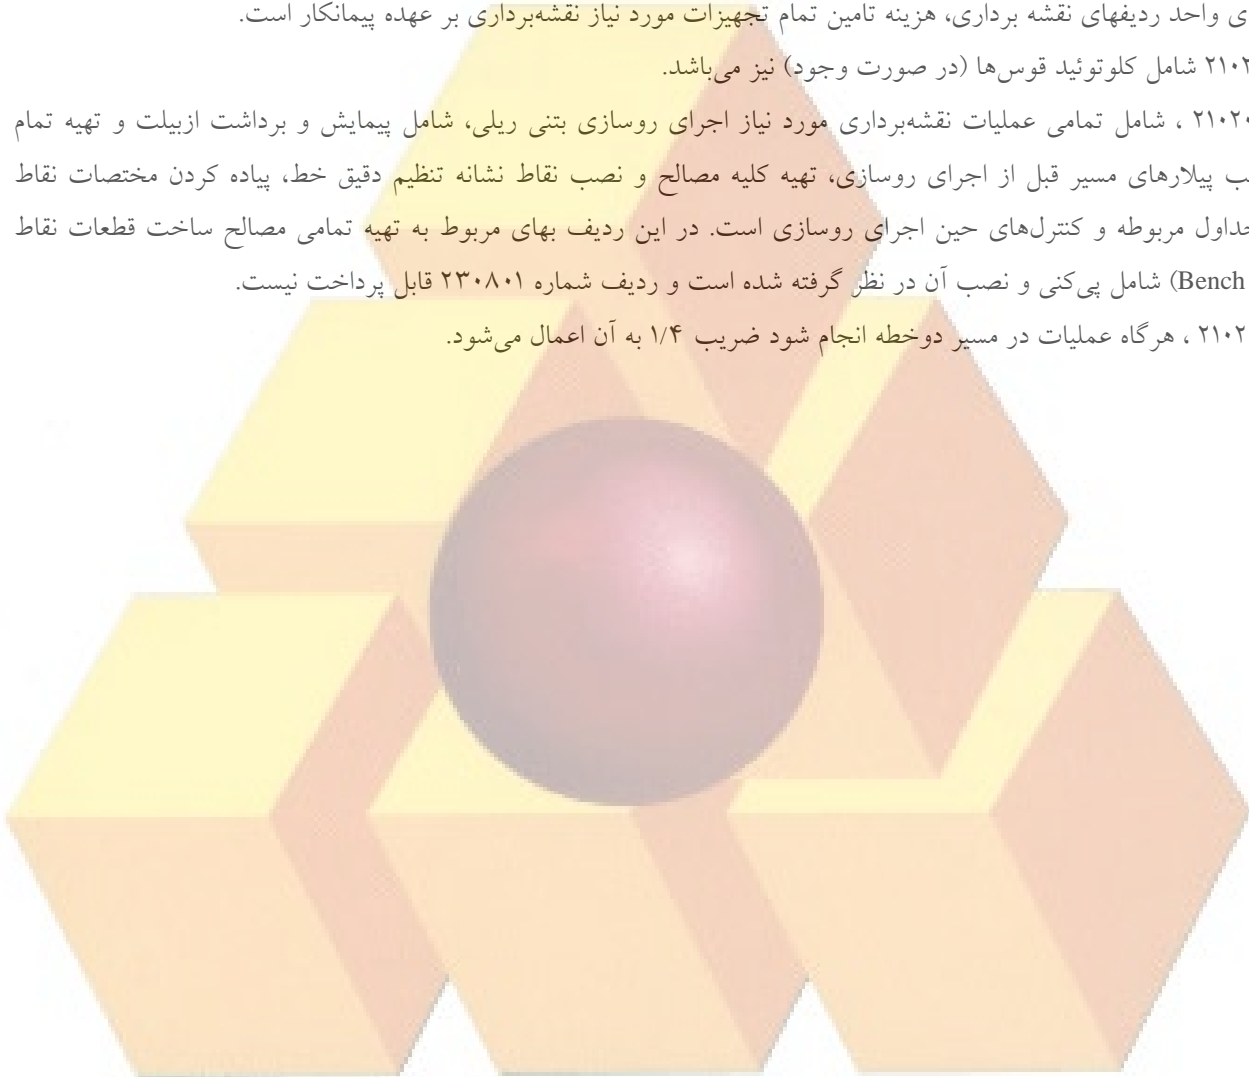 واحد ردیفهای نقشه برداری، هزینه تامین تمام تجهیزات مورد نیاز نقشه‌برداری بر عهده پیمانکار است.
شامل کلوتوئید قوس‌ها (در صورت وجود) نیز می‌باشد.
، شامل تمامی عملیات نقشه‌برداری مورد نیاز اجرای روسازی بتنی ریلی، شامل پیمایش و برداشت ازبیلت و تهیه تمام
پیلارهای مسیر قبل از اجرای روسازی، تهیه کلیه مصالح و نصب نقاط نشانه تنظیم دقیق خط، پیاده کردن مختصات نقاط
مربوطه و کنترل‌های حین اجرای روسازی است. در این ردیف بهای مربوط به تهیه تمامی مصالح ساخت قطعات نقاط
Bench) شامل پی‌کنی و نصب آن در نظر گرفته شده است و ردیف شماره ۲۳۰۸۰۱ قابل پرداخت نیست.
، هرگاه عملیات در مسیر دوخطه انجام شود ضریب ۱/۴ به آن اعمال می‌شود.